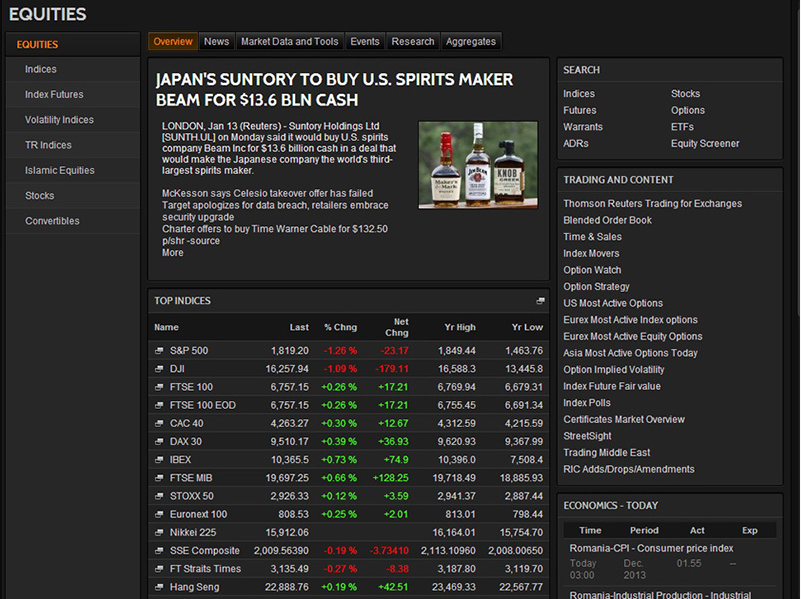 EQUITIES
EQUITIES
Indices
Index Futures
Volatility Indices
TR Indices
Islamic Equities
Stocks
Convertibles
Overview News Market Data and Tools Events Research Aggregates
JAPAN'S SUNTORY TO BUY U.S. SPIRITS MAKER
BEAM FOR $13.6 BLN CASH
LONDON, Jan 13 (Reuters) - Suntory Holdings Ltd
[SUNTH.UL] on Monday said it would buy U.S. spirits
company Beam Inc for $13.6 billion cash in a deal that
would make the Japanese company the world's third-
largest spirits maker.
McKesson says Celesio takeover offer has failed
Target apologizes for data breach, retailers embrace
security upgrade
Charter offers to buy Time Warner Cable for $132.50
p/shr -source
More
Maker's
Mark
JIM BEAM
KNOB
CREEK
TOP INDICES
Name Last % Chng Net Chng Yr High Yr Low
S&P 500 1,819.20 -1.26 % -23.17 1,849.44 1,463.76
DJI 16,257.94 -1.09 % -179.11 16,588.3 13,445.8
FTSE 100 6,757.15 +0.26 % +17.21 6,769.94 6,679.31
FTSE 100 EOD 6,757.15 +0.26 % +17.21 6,755.45 6,691.34
CAC 40 4,263.27 +0.30 % +12.67 4,312.59 4,215.59
DAX 30 9,510.17 +0.39 % +36.93 9,620.93 9,367.99
IBEX 10,365.5 +0.73 % +74.9 10,396.0 7,508.4
FTSE MIB 19,697.25 +0.66 % +128.25 19,718.49 18,885.93
STOXX 50 2,926.33 +0.12 % +3.59 2,941.37 2,887.44
Euronext 100 808.53 +0.25 % +2.01 813.01 798.44
Nikkei 225 15,912.06 16,164.01 15,754.70
SSE Composite 2,009.56390 -0.19 % -3.73410 2,113.10960 2,008.00650
FT Straits Times 3,135.49 -0.27 % -8.38 3,187.80 3,119.70
Hang Seng 22,888.76 +0.19 % +42.51 23,469.33 22,567.77
SEARCH
Indices Stocks
Futures Options
Warrants ETFs
ADRs Equity Screener
TRADING AND CONTENT
Thomson Reuters Trading for Exchanges
Blended Order Book
Time & Sales
Index Movers
Option Watch
Option Strategy
US Most Active Options
Eurex Most Active Index options
Eurex Most Active Equity Options
Asia Most Active Options Today
Option Implied Volatility
Index Future Fair value
Index Polls
Certificates Market Overview
StreetSight
Trading Middle East
RIC Adds/Drops/Amendments
ECONOMICS - TODAY
Time Period Act Exp
Romania-CPI - Consumer price index
Today Dec 01.55 --
03:00 2013
Romania-Industrial Production - Industrial